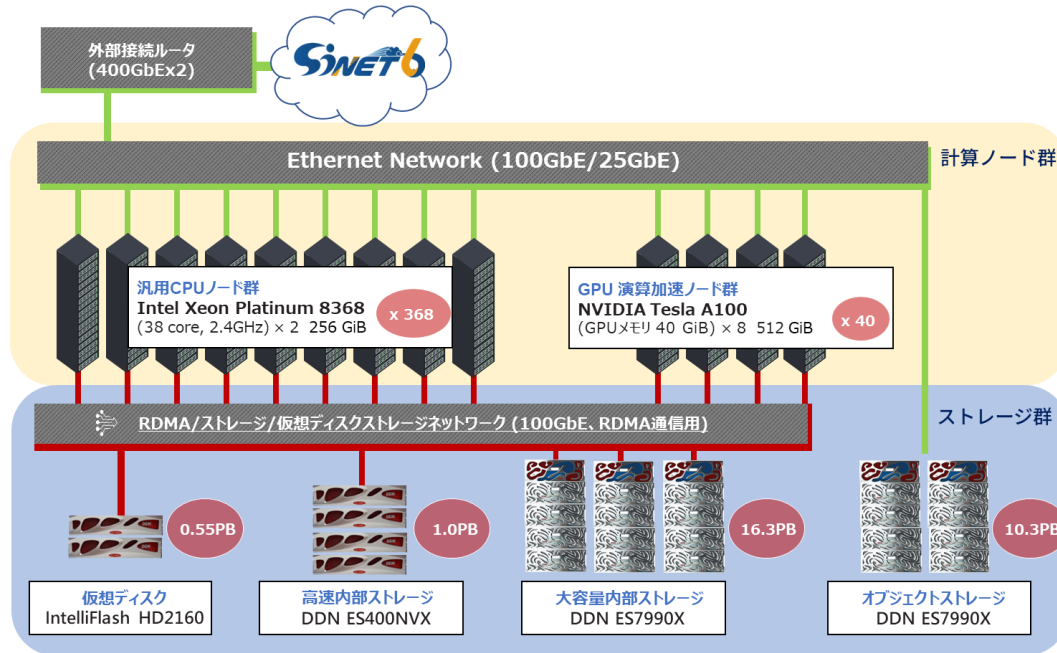 外部接続ルータ
(400GbEx2)
SINET6
Ethernet Network (100GbE/25GbE)
計算ノード群
汎用CPUノード群
Intel Xeon Platinum 8368
(38 core, 2.4GHz) × 2  256 GiB
x 368
GPU 演算加速ノード群
NVIDIA Tesla A100
(GPUメモリ 40 GiB) × 8  512 GiB
x 40
RDMA/ストレージ/仮想ディスクストレージネットワーク (100GbE、RDMA通信用)
ストレージ群
0.55PB
1.0PB
16.3PB
10.3PB
仮想ディスク
IntelliFlash HD2160
高速内部ストレージ
DDN ES400NVX
大容量内部ストレージ
DDN ES7990X
オブジェクトストレージ
DDN ES7990X